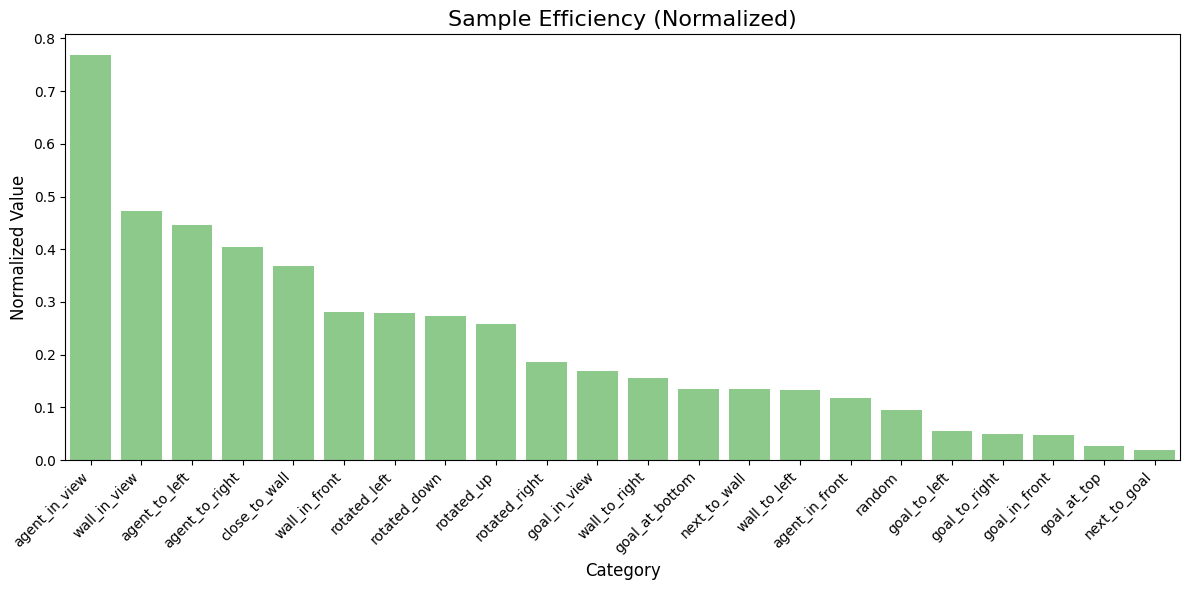 Sample Efficiency (Normalized)
Normalized Value
0.8
0.7
0.6
0.5
0.4
0.3
0.2
0.1
0.0
agent_in_view
wall_in_view
agent_to_left
agent_to_right
close_to_wall
wall_in_front
rotated_left
rotated_down
rotated_up
rotated_right
goal_in_view
wall_to_right
goal_at_bottom
next_to_wall
wall_to_left
agent_in_front
random
goal_to_left
goal_to_right
goal_in_front
goal_at_top
next_to_goal
Category